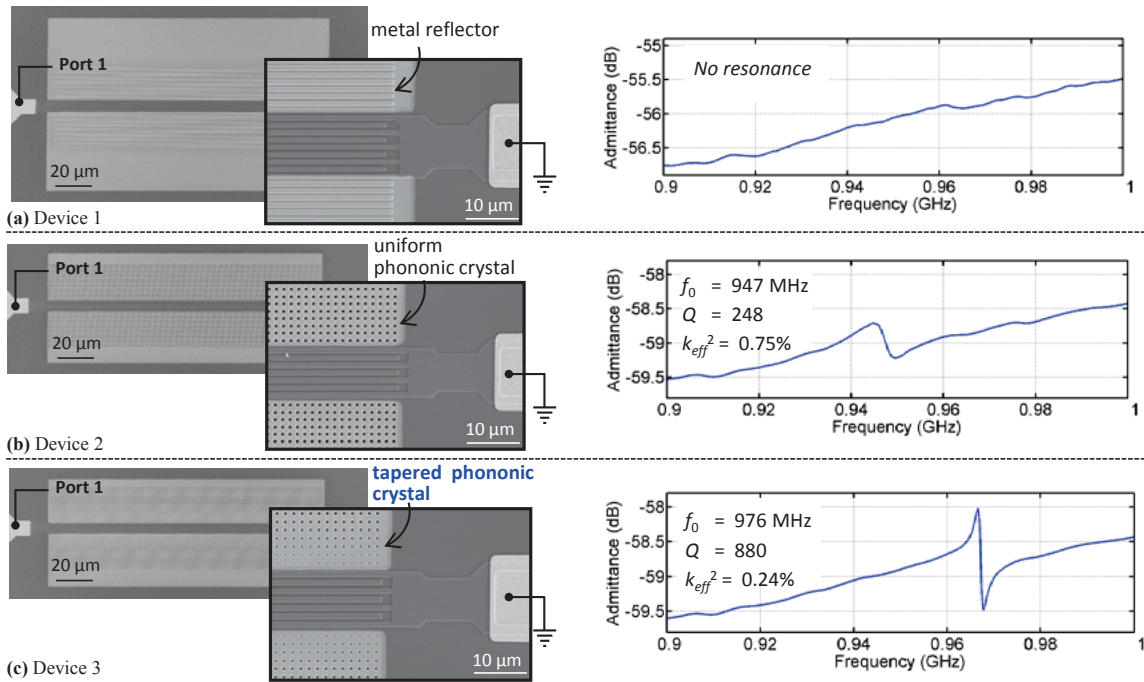 metal reflector
Port 1
20 μm
10 μm
(a) Device 1
-55
-55.5
-56
-56.5
Admittance (dB)
No resonance
0.9
0.92
0.94
0.96
0.98
1
Frequency (GHz)
uniform
phononic crystal
Port 1
20 μm
10 μm
(b) Device 2
-58
-58.5
-59
-59.5
Admittance (dB)
f0 = 947 MHz
Q = 248
keff2 = 0.75%
0.9
0.92
0.94
0.96
0.98
1
Frequency (GHz)
tapered phononic
crystal
Port 1
20 μm
10 μm
(c) Device 3
-58
-58.5
-59
-59.5
Admittance (dB)
f0 = 976 MHz
Q = 880
keff2 = 0.24%
0.9
0.92
0.94
0.96
0.98
1
Frequency (GHz)